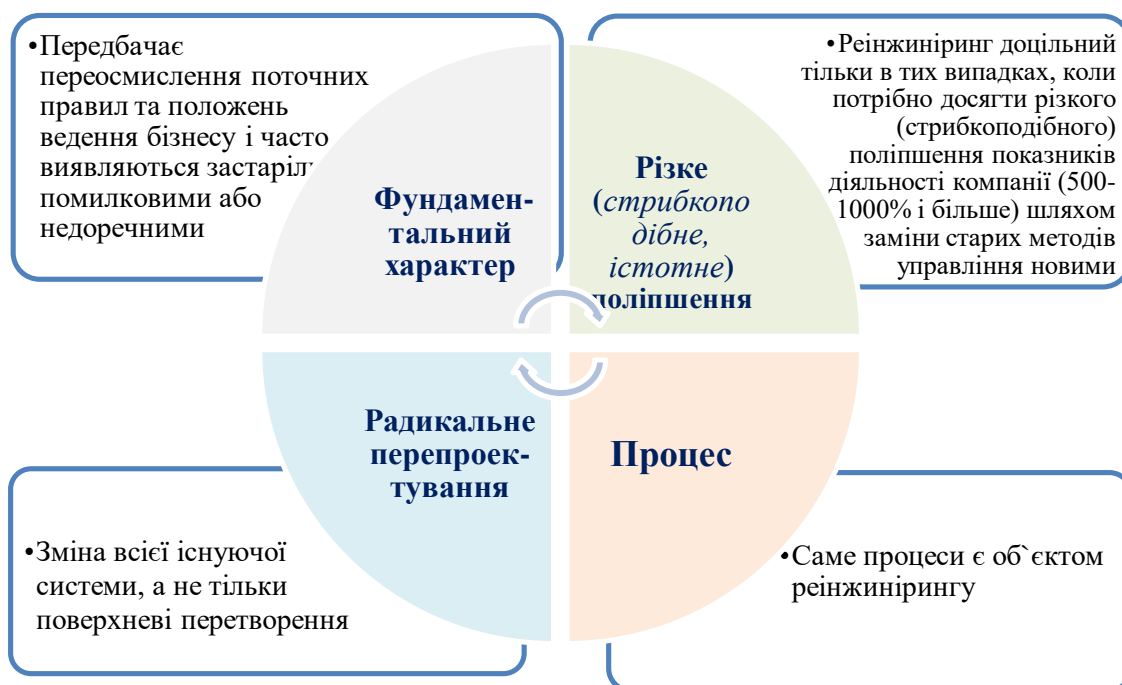 •Передбачає
переосмислення поточних
правил та положень
ведення бізнесу і часто
виявляються застаріл
помилковими або
недоречними
Фундамен-
тальний
характер
•Реінжиніринг доцільний
тільки в тих випадках, коли
потрібно досягти різкого
(стрибкоподібного)
поліпшення показників
діяльності компанії (500-
1000% і більше) шляхом
заміни старих методів
управління новими
Різке
(стрибкопо
дібне,
істотне)
поліпшення
Радикальне
перепроек-
тування
•Зміна всієї існуючої
системи, а не тільки
поверхневі перетворення
Процес
•Саме процеси є об`єктом
реінжинірингу